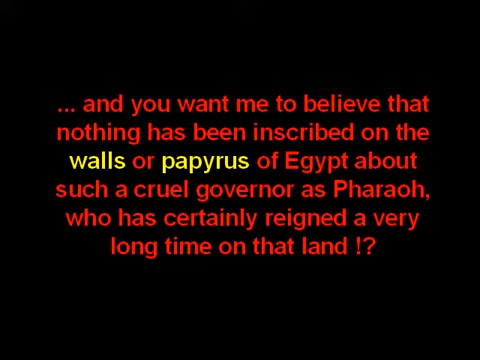 ... and you want me to believe that
nothing has been inscribed on the
walls or papyrus of Egypt about
such a cruel governor as Pharaoh,
who has certainly reigned a very
long time on that land !?